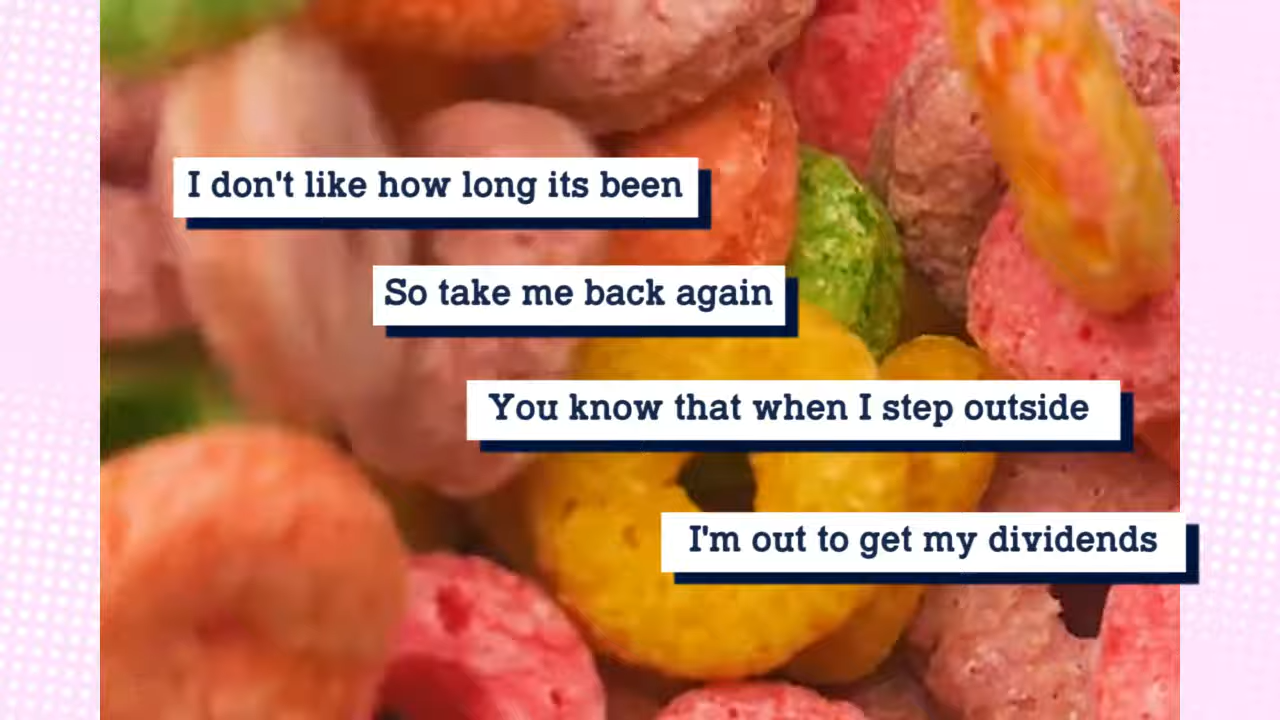 I don't like how long its been
So take me back again
You know that when I step outside
I'm out to get my dividends